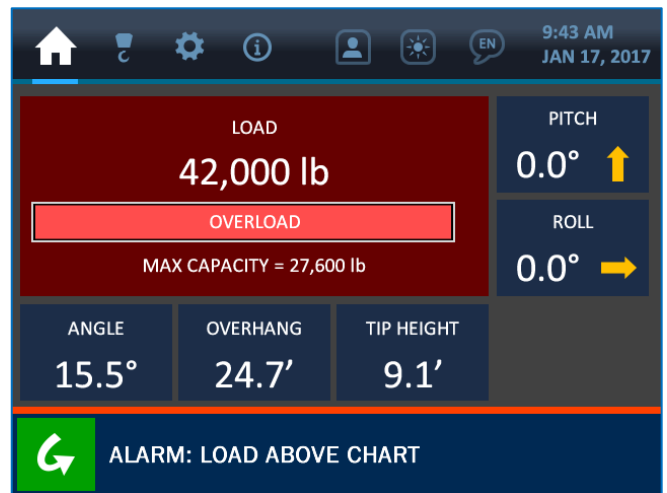 EN
9:43 AM
JAN 17, 2017
LOAD
42,000 lb
OVERLOAD
MAX CAPACITY = 27,600 lb
PITCH
0.0°
ROLL
0.0°
ANGLE
15.5°
OVERHANG
24.7′
TIP HEIGHT
9.1′
ALARM: LOAD ABOVE CHART